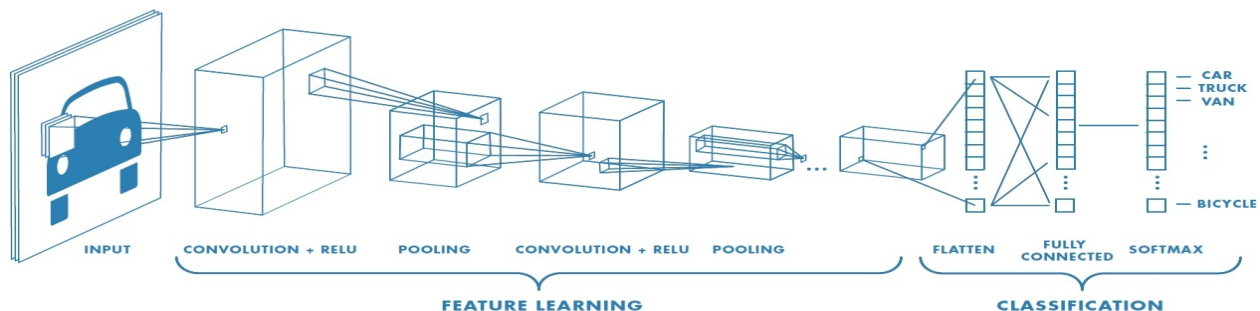 CAR
TRUCK
VAN
BICYCLE
INPUT
CONVOLUTION + RELU
POOLING
CONVOLUTION + RELU
POOLING
FLATTEN
FULLY
CONNECTED
SOFTMAX
FEATURE LEARNING
CLASSIFICATION